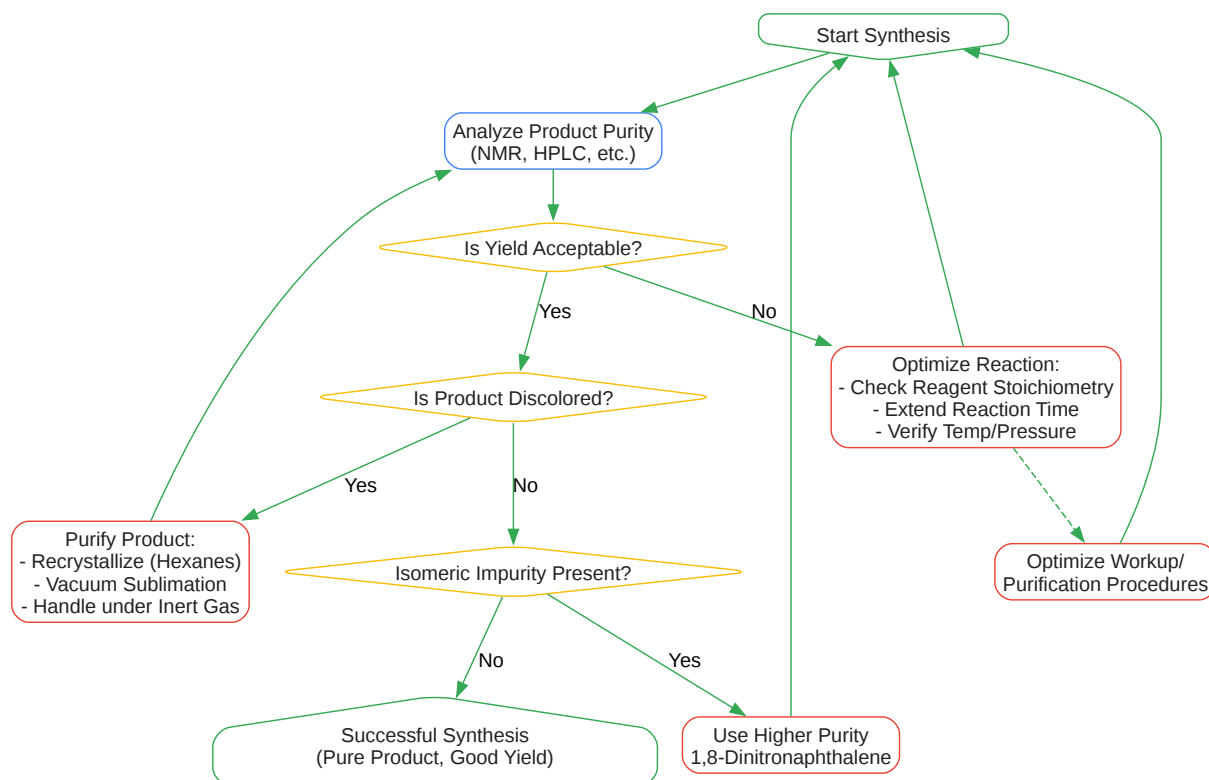 Start Synthesis
Analyze Product Purity
(NMR, HPLC, etc.)
Is Yield Acceptable?
Yes
No
Optimize Reaction:
- Check Reagent Stoichiometry
- Extend Reaction Time
- Verify Temp/Pressure
Is Product Discolored?
Yes
No
Purify Product:
- Recrystallize (Hexanes)
- Vacuum Sublimation
- Handle under Inert Gas
Isomeric Impurity Present?
Optimize Workup/
Purification Procedures
No
Yes
Successful Synthesis
(Pure Product, Good Yield)
Use Higher Purity
1,8-Dinitronaphthalene